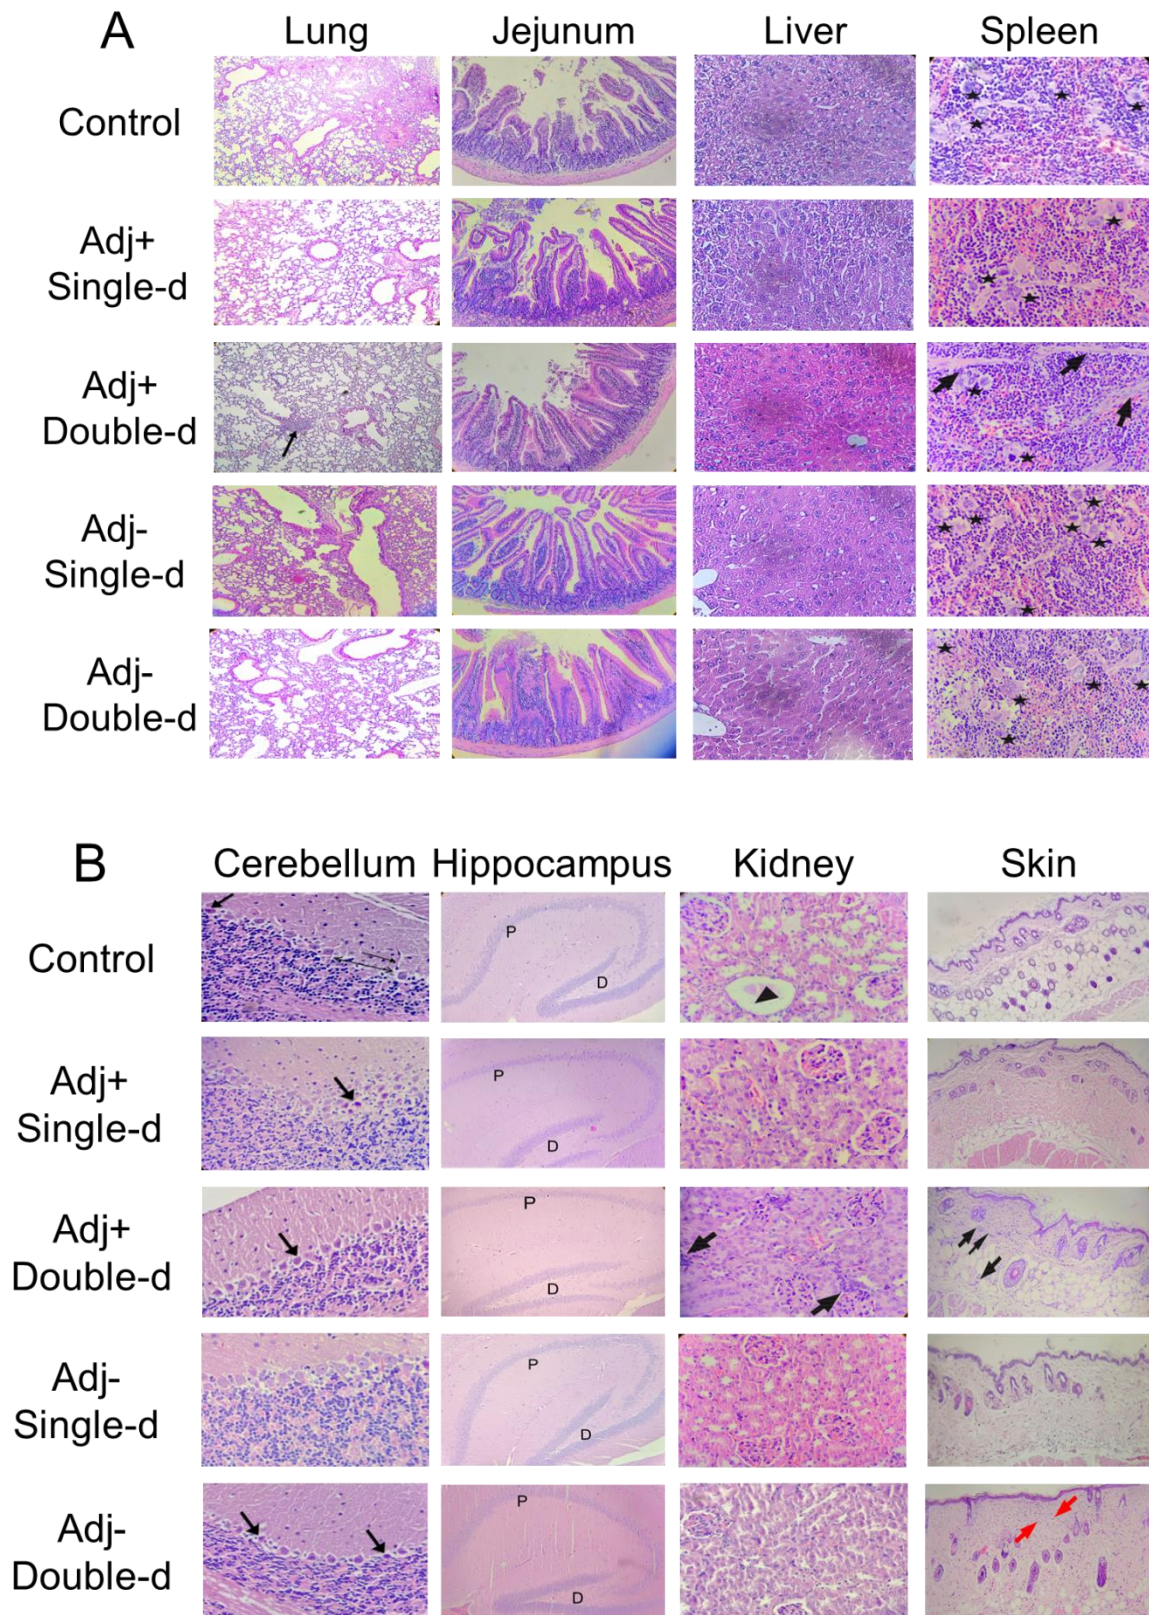 A
Lung Jejunum Liver Spleen
Control
Adj+
Single-d
Adj+
Double-d
Adj-
Single-d
Adj-
Double-d
B
Cerebellum Hippocampus Kidney Skin
Control
P
D
Adj+
Single-d
P
D
Adj+
Double-d
P
D
Adj-
Single-d
P
D
Adj-
Double-d
P
D